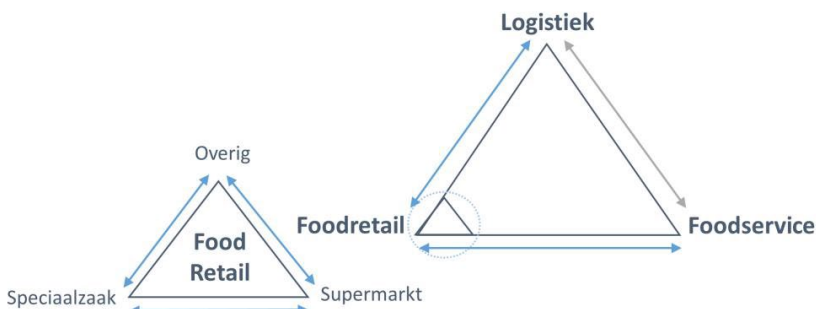 Logistiek
Overig
Foodretail
Foodservice
Food
Retail
Speciaalzaak
Supermarkt